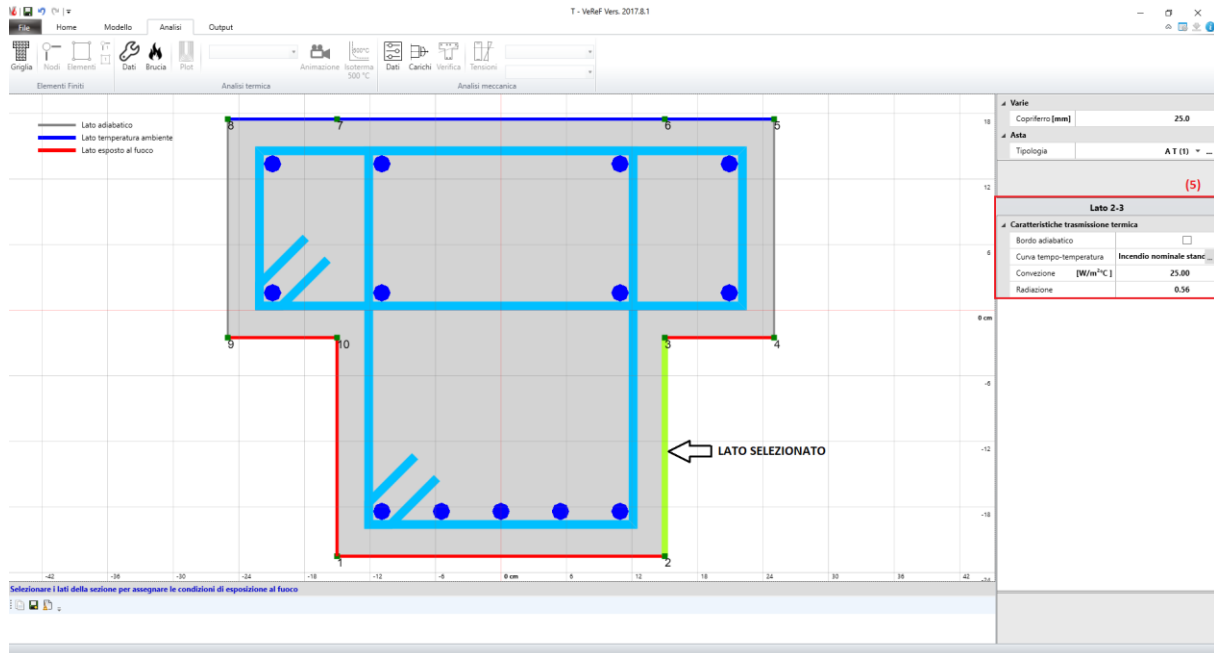 T - VeReF Vers. 2017.8.1
File Home Modello Analisi Output
Griglia Nodi Elementi Dati Brucia Plot Animazione Isoterma 500 °C Dati Carichi Verifica Tensioni
500°C
Elementi Finiti Analisi termica Analisi meccanica
Lato adiabatico
Lato temperatura ambiente
Lato esposto al fuoco
8 7 6 5
9 10 3 4
1 2
LATO SELEZIONATO
18
12
6
0 cm
-6
-12
-18
-24
-42 -36 -30 -24 -18 -12 -6 0 cm 6 12 18 24 30 36 42
Varie
Copriferro [mm] 25.0
Asta
Tipologia A T (1) ...
(5)
Lato 2-3
Caratteristiche trasmissione termica
Bordo adiabatico
Curva tempo-temperatura Incendio nominale stanc ...
Convezione [W/m²°C] 25.00
Radiazione 0.56
Selezionare i lati della sezione per assegnare le condizioni di esposizione al fuoco